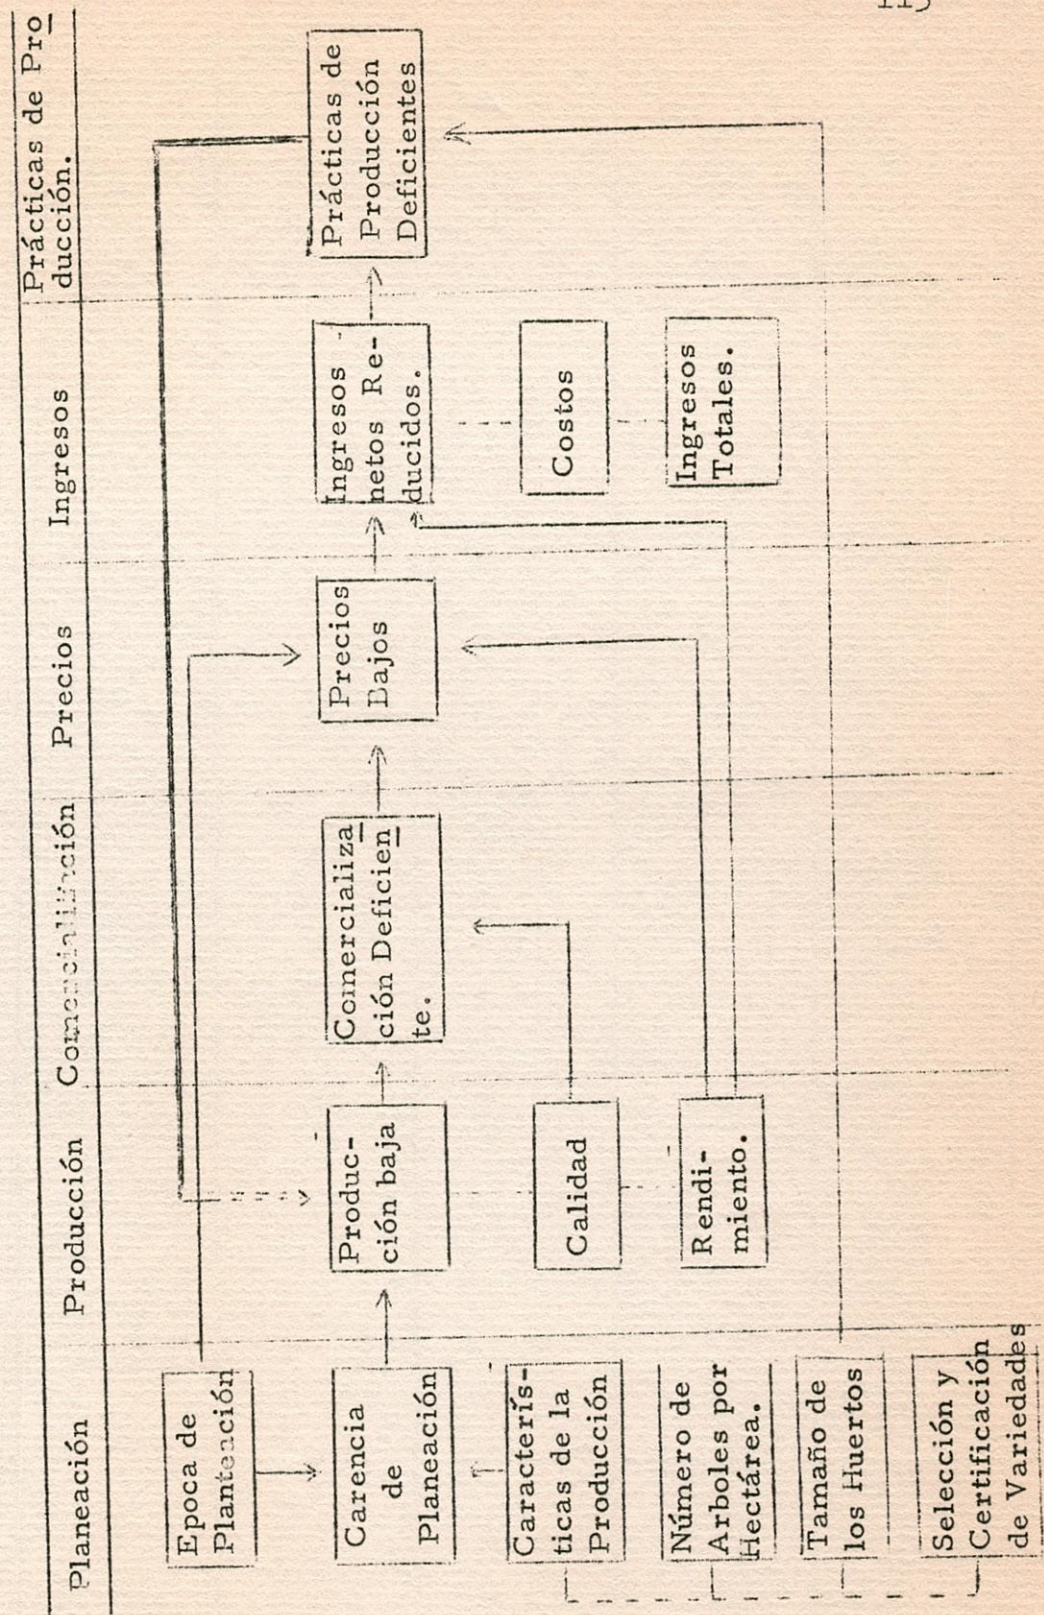 113
Planeación Producción Comercialización Precios Ingresos Prácticas de Pro
ducción.
Epoca de
Planteación
Carencia
de
Planeación
Caracterís-
ticas de la
Producción
Número de
Arboles por
Hectárea.
Tamaño de
los Huertos
Selección y
Certificación
de Variedades
Produc-
ción baja
Calidad
Rendi-
miento.
Comercializa
ción Deficien
te.
Precios
Bajos
Ingresos
netos Re-
ducidos.
Costos
Ingresos
Totales.
Prácticas de
Producción
Deficientes